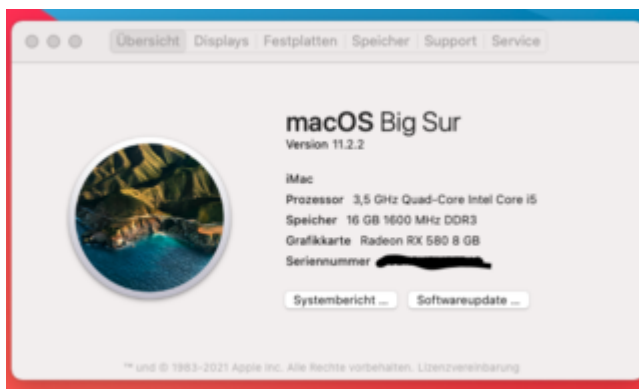 Übersicht Displays Festplatten Speicher Support Service
macOS Big Sur
Version 11.2.2
iMac
Prozessor 3,5 GHz Quad-Core Intel Core i5
Speicher 16 GB 1600 MHz DDR3
Grafikkarte Radeon RX 580 8 GB
Seriennummer
Systembericht ... Softwareupdate ...
™ und © 1983-2021 Apple Inc. Alle Rechte vorbehalten. Lizenzvereinbarung